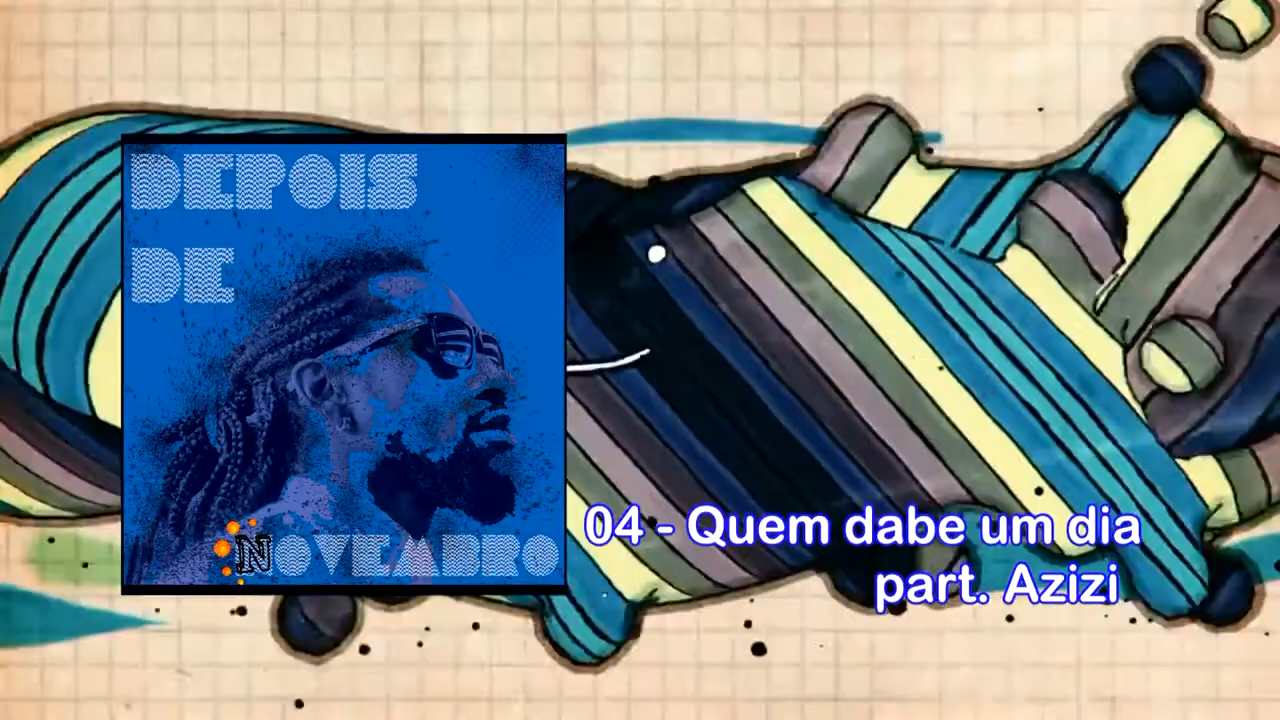 DEPOIS
DE
NOVEMBRO
04 - Quem dabe um dia
part. Azizi